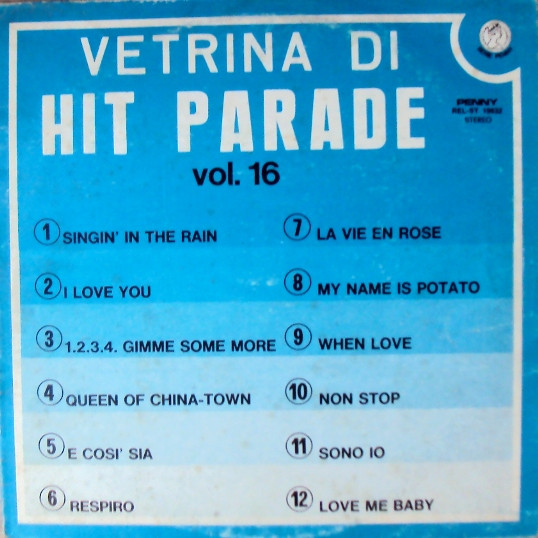 VETRINA DI
HIT PARADE
vol. 16
PENNY
STEREO
1 SINGIN' IN THE RAIN
2 I LOVE YOU
3 1.2.3.4. GIMME SOME MORE
4 QUEEN OF CHINA-TOWN
5 E COSI' SIA
6 RESPIRO
7 LA VIE EN ROSE
8 MY NAME IS POTATO
9 WHEN LOVE
10 NON STOP
11 SONO IO
12 LOVE ME BABY